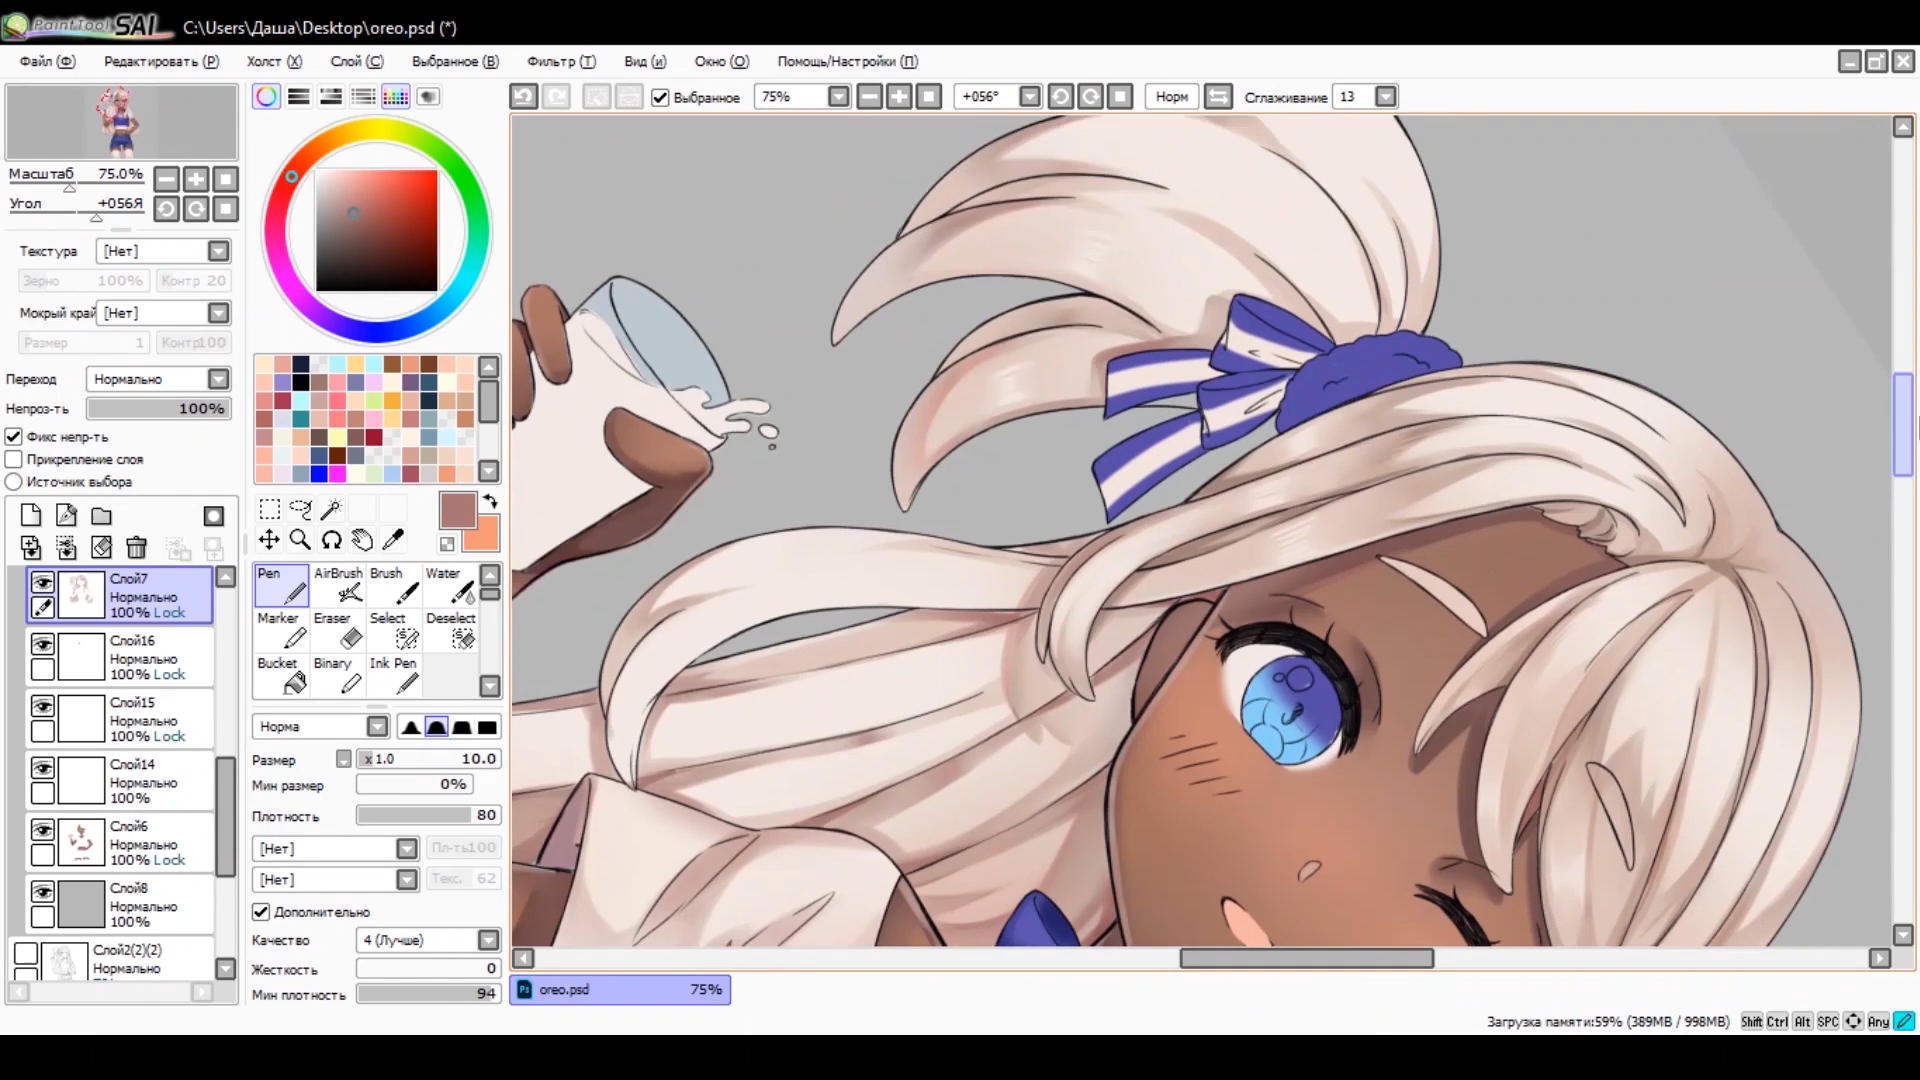 PaintTool SAI C:\Users\Даша\Desktop\oreo.psd (*)
Файл (Ф) Редактировать (Р) Холст (Х) Слой (С) Выбранное (В) Фильтр (Т) Вид (и) Окно (О) Помощь/Настройки (П)
Выбранное 75% +056° Норм Сглаживание 13
Масштаб 75.0%
Угол +056Я
Текстура [Нет]
Зерно 100% Контр 20
Мокрый край [Нет]
Размер 1 Контр100
Переход Нормально
Непроз-ть 100%
Фикс непр-ть
Прикрепление слоя
Источник выбора
Слой7
Нормально
100% Lock
Слой16
Нормально
100% Lock
Слой15
Нормально
100% Lock
Слой14
Нормально
100%
Слой6
Нормально
100% Lock
Слой8
Нормально
100%
Слой2(2)(2)
Нормально
Pen AirBrush Brush Water
Marker Eraser Select Deselect
Bucket Binary Ink Pen
Норма
Размер x1.0 10.0
Мин размер 0%
Плотность 80
[Нет] Пл-ть100
[Нет] Текс. 62
Дополнительно
Качество 4 (Лучше)
Жесткость 0
Мин плотность 94
Ps oreo.psd 75%
Загрузка памяти:59% (389MB / 998MB) Shift Ctrl Alt SPC Any